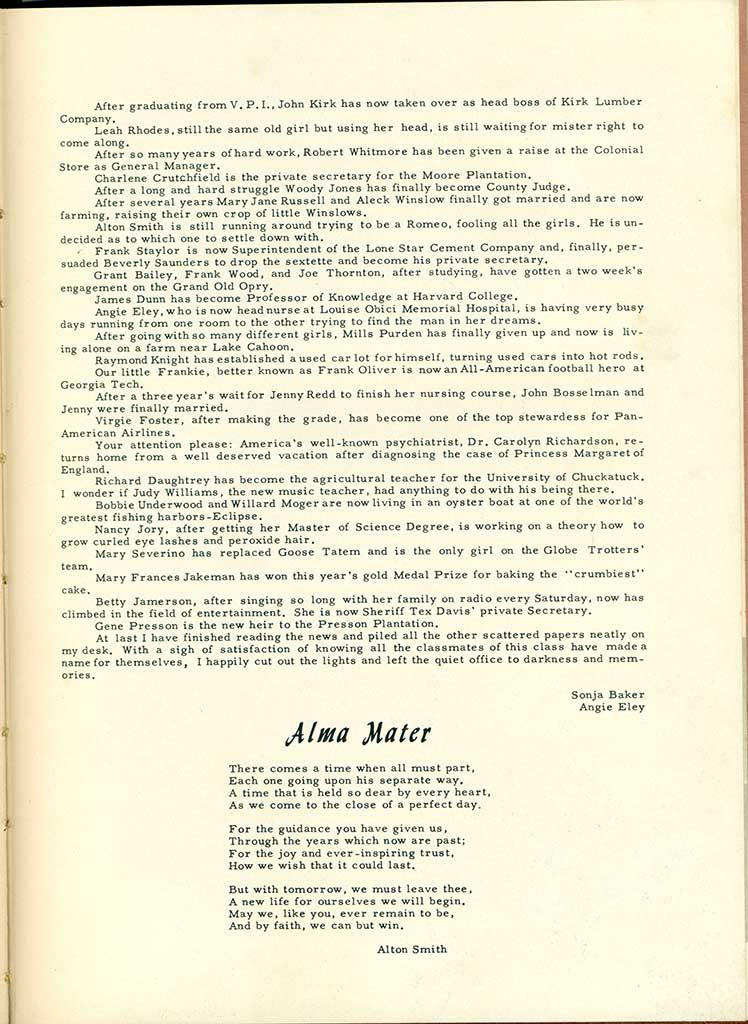 After graduating from V.P.I., John Kirk has now taken over as head boss of Kirk Lumber
Company.
Leah Rhodes, still the same old girl but using her head, is still waiting for mister right to
come along.
After so many years of hard work, Robert Whitmore has been given a raise at the Colonial
Store as General Manager.
Charlene Crutchfield is the private secretary for the Moore Plantation.
After a long and hard struggle Woody Jones has finally become County Judge.
After several years Mary Jane Russell and Aleck Winslow finally got married and are now
farming, raising their own crop of little Winslows.
Alton Smith is still running around trying to be a Romeo, fooling all the girls. He is un-
decided as to which one to settle down with.
Frank Staylor is now Superintendent of the Lone Star Cement Company and, finally, per-
suaded Beverly Saunders to drop the sextette and become his private secretary.
Grant Bailey, Frank Wood, and Joe Thornton, after studying, have gotten a two week's
engagement on the Grand Old Opry.
James Dunn has become Professor of Knowledge at Harvard College.
Angie Eley, who is now head nurse at Louise Obici Memorial Hospital, is having very busy
days running from one room to the other trying to find the man in her dreams.
After going with so many different girls, Mills Purden has finally given up and now is liv-
ing alone on a farm near Lake Cahoon.
Raymond Knight has established a used car lot for himself, turning used cars into hot rods.
Our little Frankie, better known as Frank Oliver is now an All-American football hero at
Georgia Tech.
After a three year's wait for Jenny Redd to finish her nursing course, John Bosselman and
Jenny were finally married.
Virgie Foster, after making the grade, has become one of the top stewardess for Pan-
American Airlines.
Your attention please: America's well-known psychiatrist, Dr. Carolyn Richardson, re-
turns home from a well deserved vacation after diagnosing the case of Princess Margaret of
England.
Richard Daughtrey has become the agricultural teacher for the University of Chuckatuck.
I wonder if Judy Williams, the new music teacher, had anything to do with his being there.
Bobbie Underwood and Willard Moger are now living in an oyster boat at one of the world's
greatest fishing harbors-Eclipse.
Nancy Jory, after getting her Master of Science Degree, is working on a theory how to
grow curled eye lashes and peroxide hair.
Mary Severino has replaced Goose Tatem and is the only girl on the Globe Trotters'
team.
Mary Frances Jakeman has won this year's gold Medal Prize for baking the "crumbiest"
cake.
Betty Jamerson, after singing so long with her family on radio every Saturday, now has
climbed in the field of entertainment. She is now Sheriff Tex Davis' private Secretary.
Gene Presson is the new heir to the Presson Plantation.
At last I have finished reading the news and piled all the other scattered papers neatly on
my desk. With a sigh of satisfaction of knowing all the classmates of this class have made a
name for themselves, I happily cut out the lights and left the quiet office to darkness and mem-
ories.
Sonja Baker
Angie Eley
Alma Mater
There comes a time when all must part,
Each one going upon his separate way.
A time that is held so dear by every heart,
As we come to the close of a perfect day.
For the guidance you have given us,
Through the years which now are past;
For the joy and ever-inspiring trust,
How we wish that it could last.
But with tomorrow, we must leave thee,
A new life for ourselves we will begin.
May we, like you, ever remain to be,
And by faith, we can but win.
Alton Smith